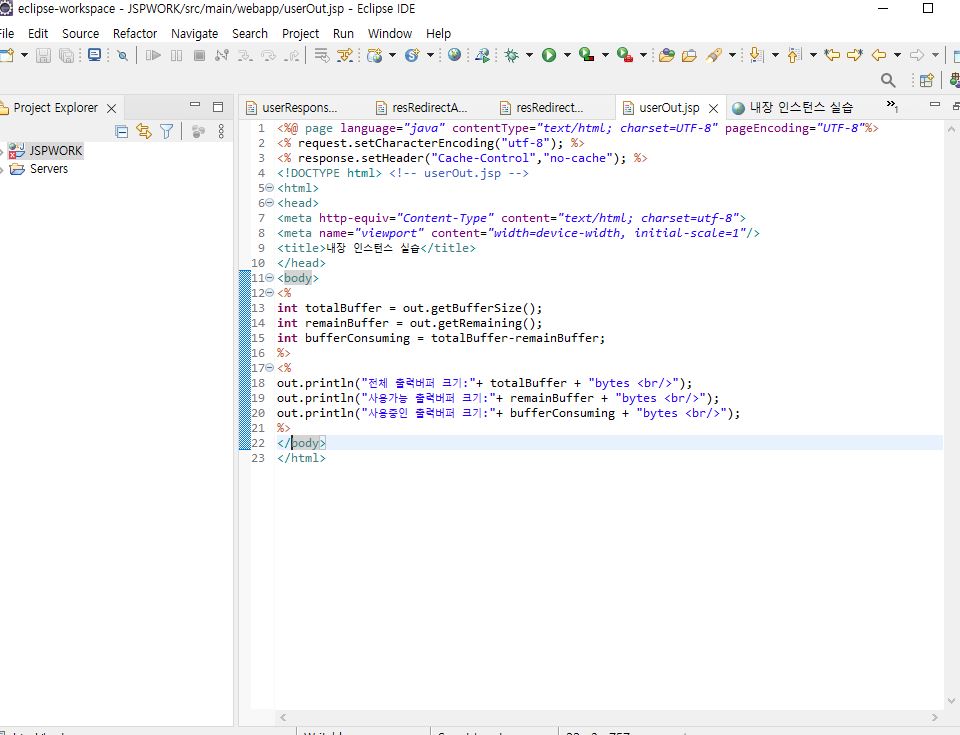 eclipse-workspace - JSPWORK/src/main/webapp/userOut.jsp - Eclipse IDE
File Edit Source Refactor Navigate Search Project Run Window Help
Project Explorer
JSPWORK
Servers
userRespons... resRedirectA... resRedirect... userOut.jsp 내장 인스턴스 실습 »1
1 <%@ page language="java" contentType="text/html; charset=UTF-8" pageEncoding="UTF-8"%>
2 <% request.setCharacterEncoding("utf-8"); %>
3 <% response.setHeader("Cache-Control","no-cache"); %>
4 <!DOCTYPE html> <!-- userOut.jsp -->
5 <html>
6 <head>
7 <meta http-equiv="Content-Type" content="text/html; charset=utf-8">
8 <meta name="viewport" content="width=device-width, initial-scale=1"/>
9 <title>내장 인스턴스 실습</title>
10 </head>
11 <body>
12 <%
13 int totalBuffer = out.getBufferSize();
14 int remainBuffer = out.getRemaining();
15 int bufferConsuming = totalBuffer-remainBuffer;
16 %>
17 <%
18 out.println("전체 출력버퍼 크기:"+ totalBuffer + "bytes <br/>");
19 out.println("사용가능 출력버퍼 크기:"+ remainBuffer + "bytes <br/>");
20 out.println("사용중인 출력버퍼 크기:"+ bufferConsuming + "bytes <br/>");
21 %>
22 </body>
23 </html>